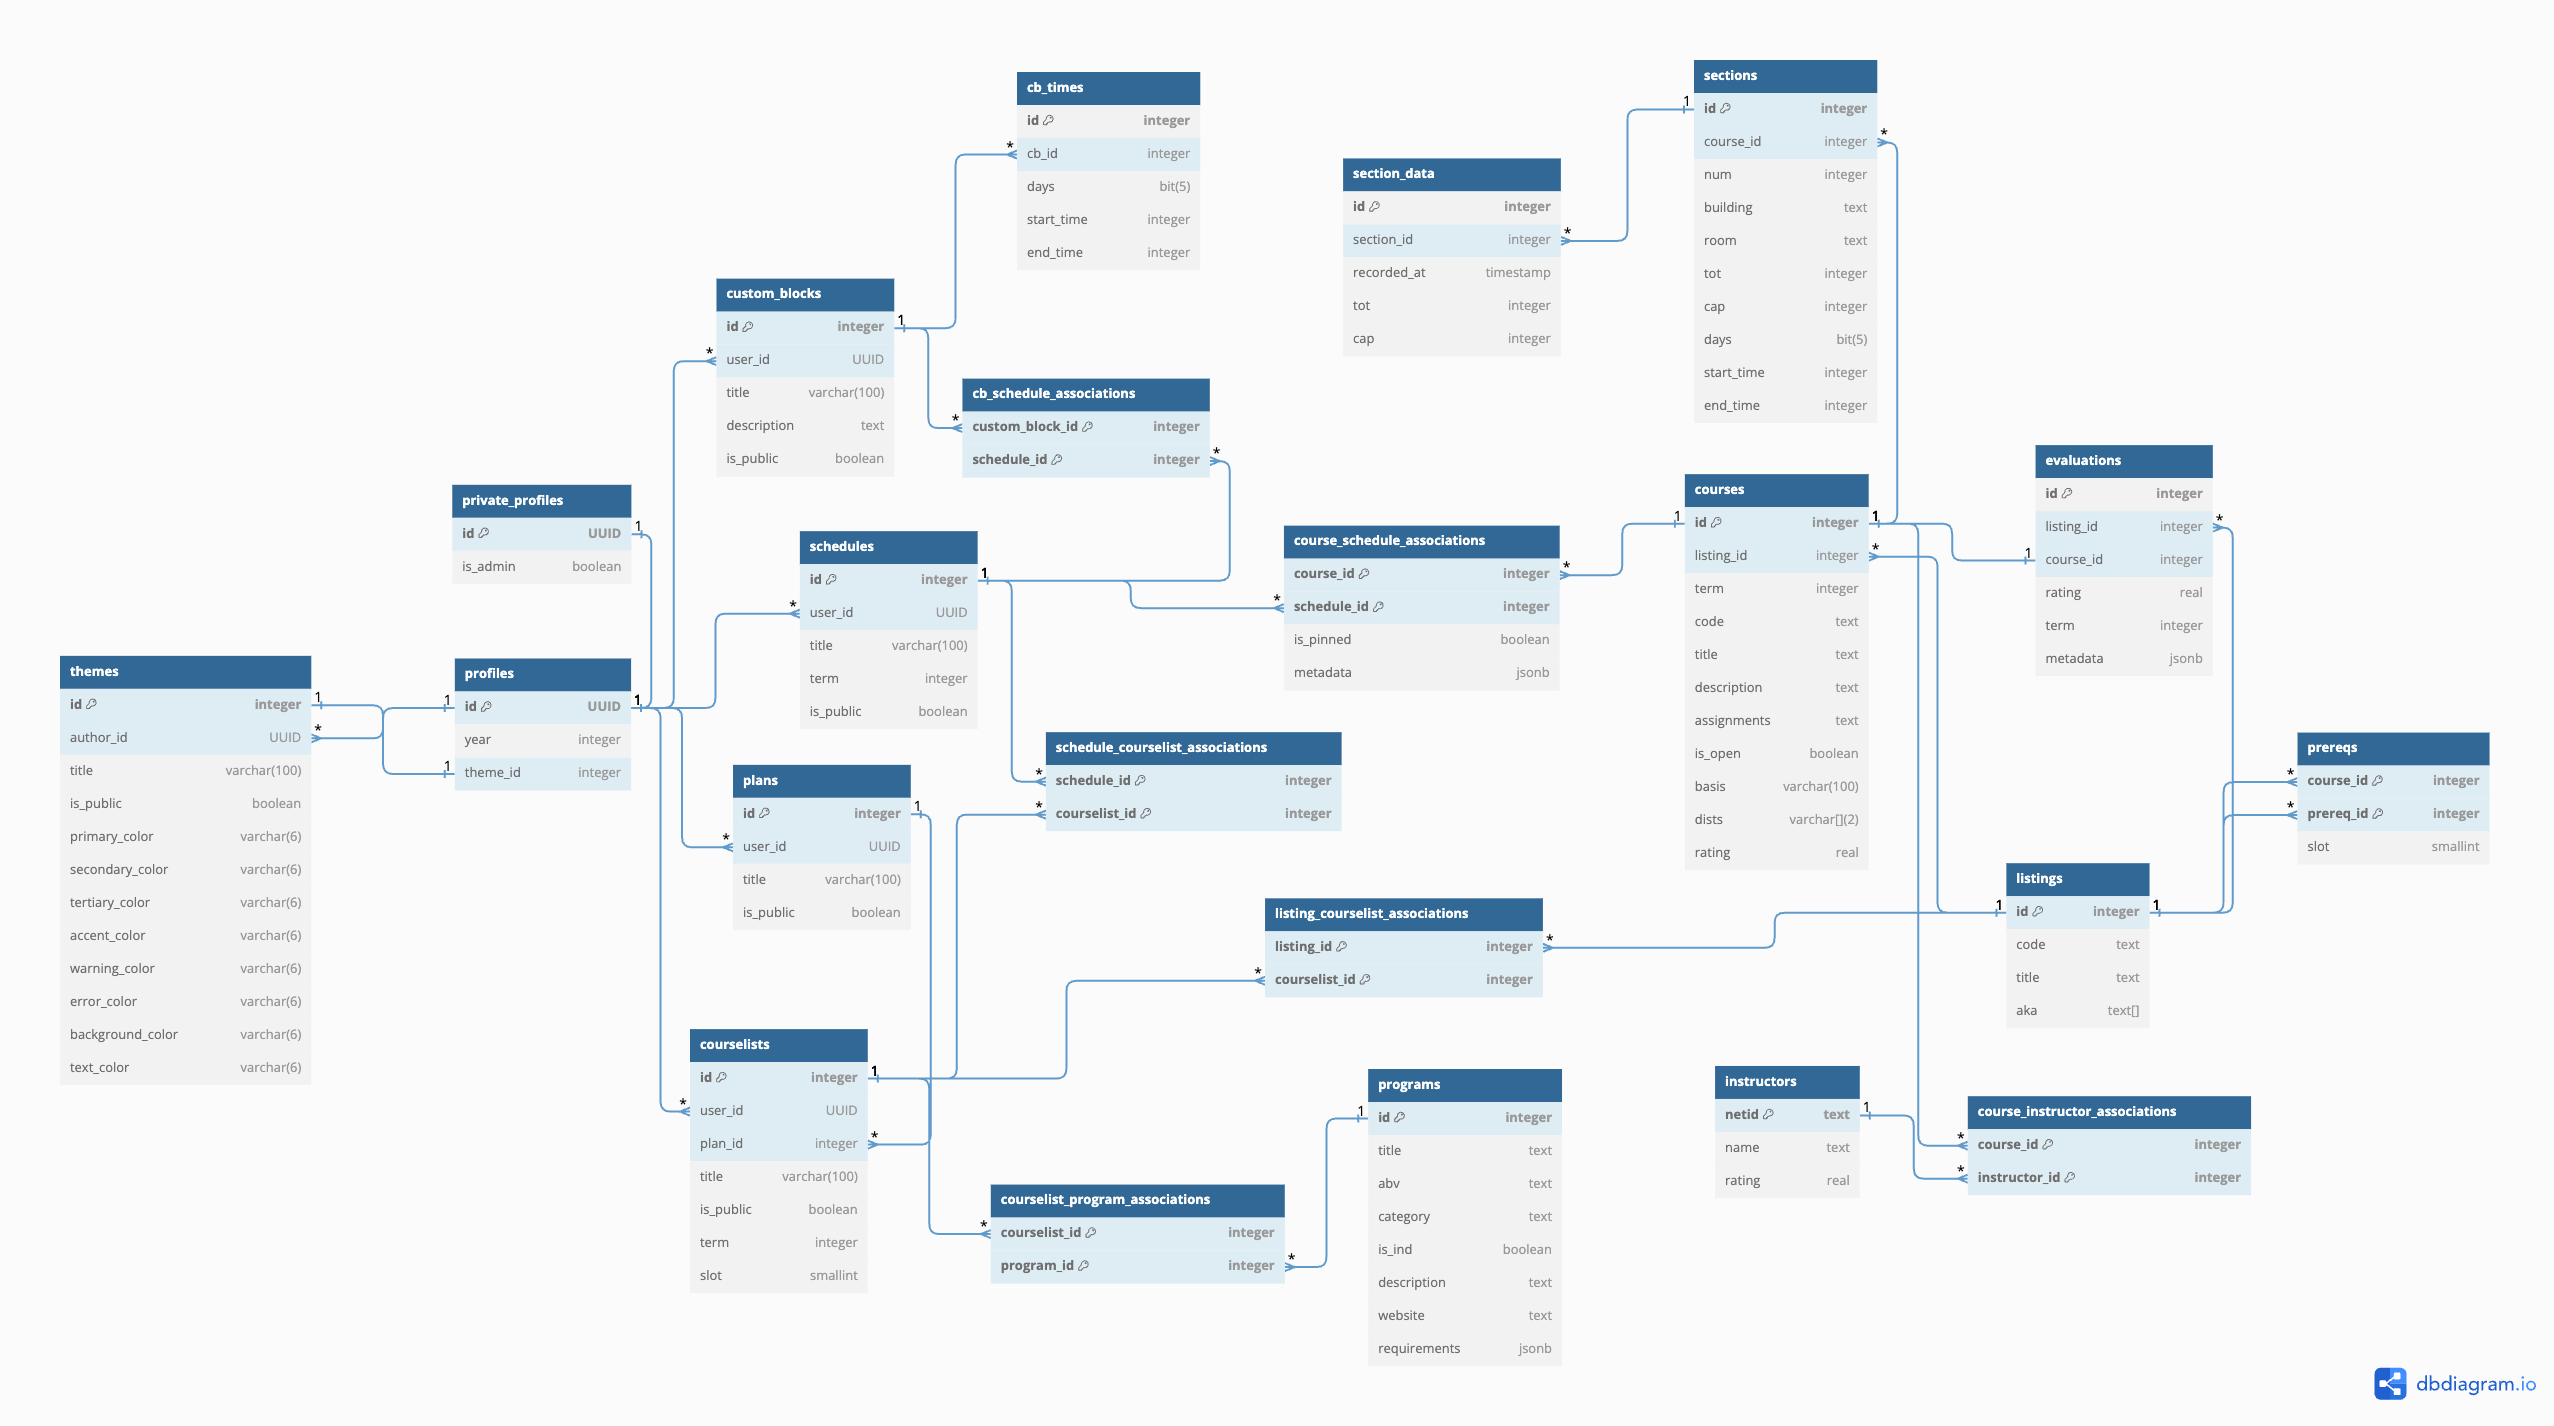 cb_times
id integer
cb_id integer
days bit(5)
start_time integer
end_time integer
sections
id integer
course_id integer
num integer
building text
room text
tot integer
cap integer
days bit(5)
start_time integer
end_time integer
section_data
id integer
section_id integer
recorded_at timestamp
tot integer
cap integer
custom_blocks
id integer
user_id UUID
title varchar(100)
description text
is_public boolean
cb_schedule_associations
custom_block_id integer
schedule_id integer
private_profiles
id UUID
is_admin boolean
schedules
id integer
user_id UUID
title varchar(100)
term integer
is_public boolean
course_schedule_associations
course_id integer
schedule_id integer
is_pinned boolean
metadata jsonb
courses
id integer
listing_id integer
term integer
code text
title text
description text
assignments text
is_open boolean
basis varchar(100)
dists varchar[](2)
rating real
evaluations
id integer
listing_id integer
course_id integer
rating real
term integer
metadata jsonb
themes
id integer
author_id UUID
title varchar(100)
is_public boolean
primary_color varchar(6)
secondary_color varchar(6)
tertiary_color varchar(6)
accent_color varchar(6)
warning_color varchar(6)
error_color varchar(6)
background_color varchar(6)
text_color varchar(6)
profiles
id UUID
year integer
theme_id integer
plans
id integer
user_id UUID
title varchar(100)
is_public boolean
schedule_courselist_associations
schedule_id integer
courselist_id integer
prereqs
course_id integer
prereq_id integer
slot smallint
listing_courselist_associations
listing_id integer
courselist_id integer
listings
id integer
code text
title text
aka text[]
courselists
id integer
user_id UUID
plan_id integer
title varchar(100)
is_public boolean
term integer
slot smallint
courselist_program_associations
courselist_id integer
program_id integer
programs
id integer
title text
abv text
category text
is_ind boolean
description text
website text
requirements jsonb
instructors
netid text
name text
rating real
course_instructor_associations
course_id integer
instructor_id integer
dbdiagram.io